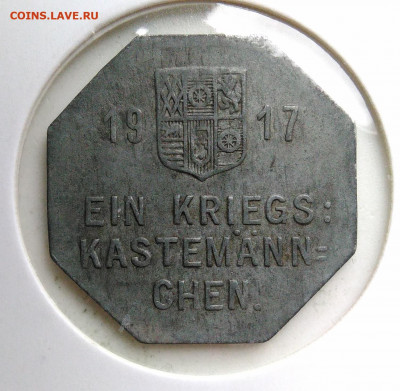 COINS.LAVE.RU
19 17
EIN KRIEGS:
KASTEMÄNN=
CHEN.